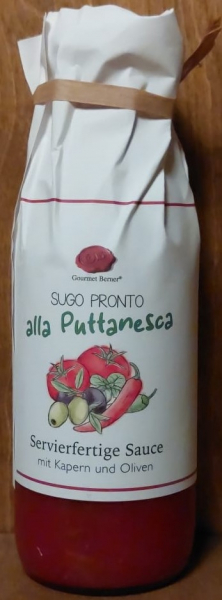 Gourmet Berner®
SUGO PRONTO
alla Puttanesca
Servierfertige Sauce
mit Kapern und Oliven